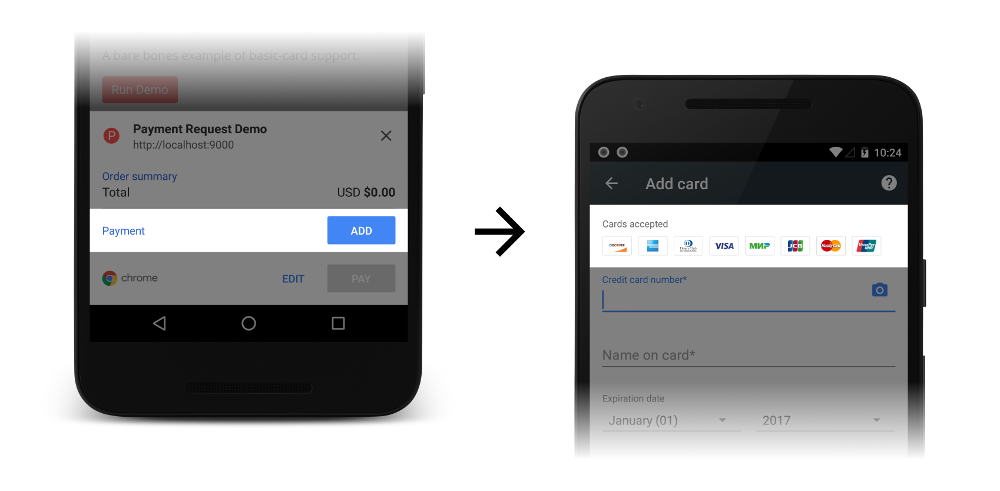 A bare bones example of basic-card support.
Run Demo
P
Payment Request Demo
http://localhost:9000
Order summary
Total USD $0.00
Payment ADD
chrome EDIT PAY
10:24
Add card
?
Cards accepted
DISCOVER VISA МИР JCB
Credit card number*
Name on card*
Expiration date
January (01) 2017